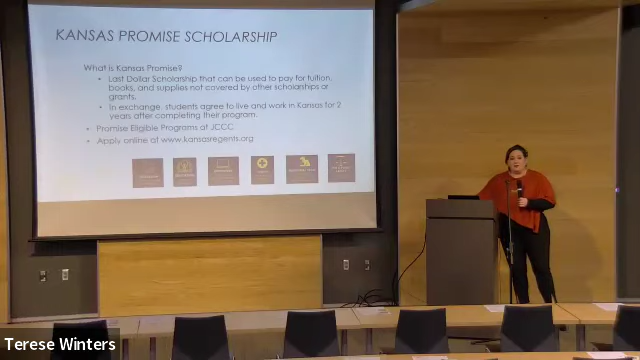 KANSAS PROMISE SCHOLARSHIP
What is Kansas Promise?
• Last Dollar Scholarship that can be used to pay for tuition,
books, and supplies not covered by other scholarships or
grants.
• In exchange, students agree to live and work in Kansas for 2
years after completing their program.
• Promise Eligible Programs at JCCC
• Apply online at www.kansasregents.org
Terese Winters